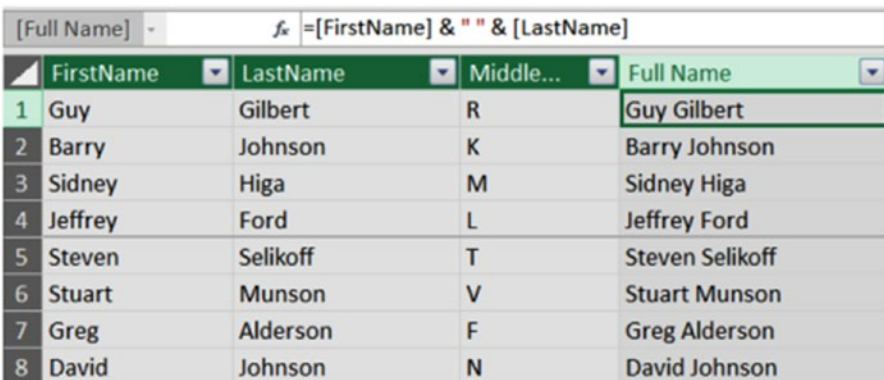 [Full Name] fx =[FirstName] & " " & [LastName]
FirstName LastName Middle... Full Name
1 Guy Gilbert R Guy Gilbert
2 Barry Johnson K Barry Johnson
3 Sidney Higa M Sidney Higa
4 Jeffrey Ford L Jeffrey Ford
5 Steven Selikoff T Steven Selikoff
6 Stuart Munson V Stuart Munson
7 Greg Alderson F Greg Alderson
8 David Johnson N David Johnson